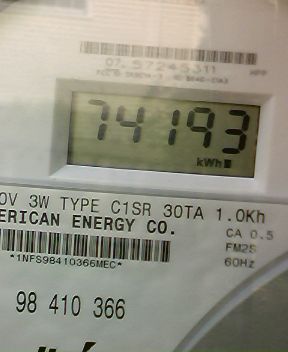 07. 57245311
74193
kWh
0V 3W TYPE C1SR 30TA 1.0Kh
ERICAN ENERGY CO.
CA 0.5
FM2S
*1NFS98410366MEC*
60Hz
98 410 366